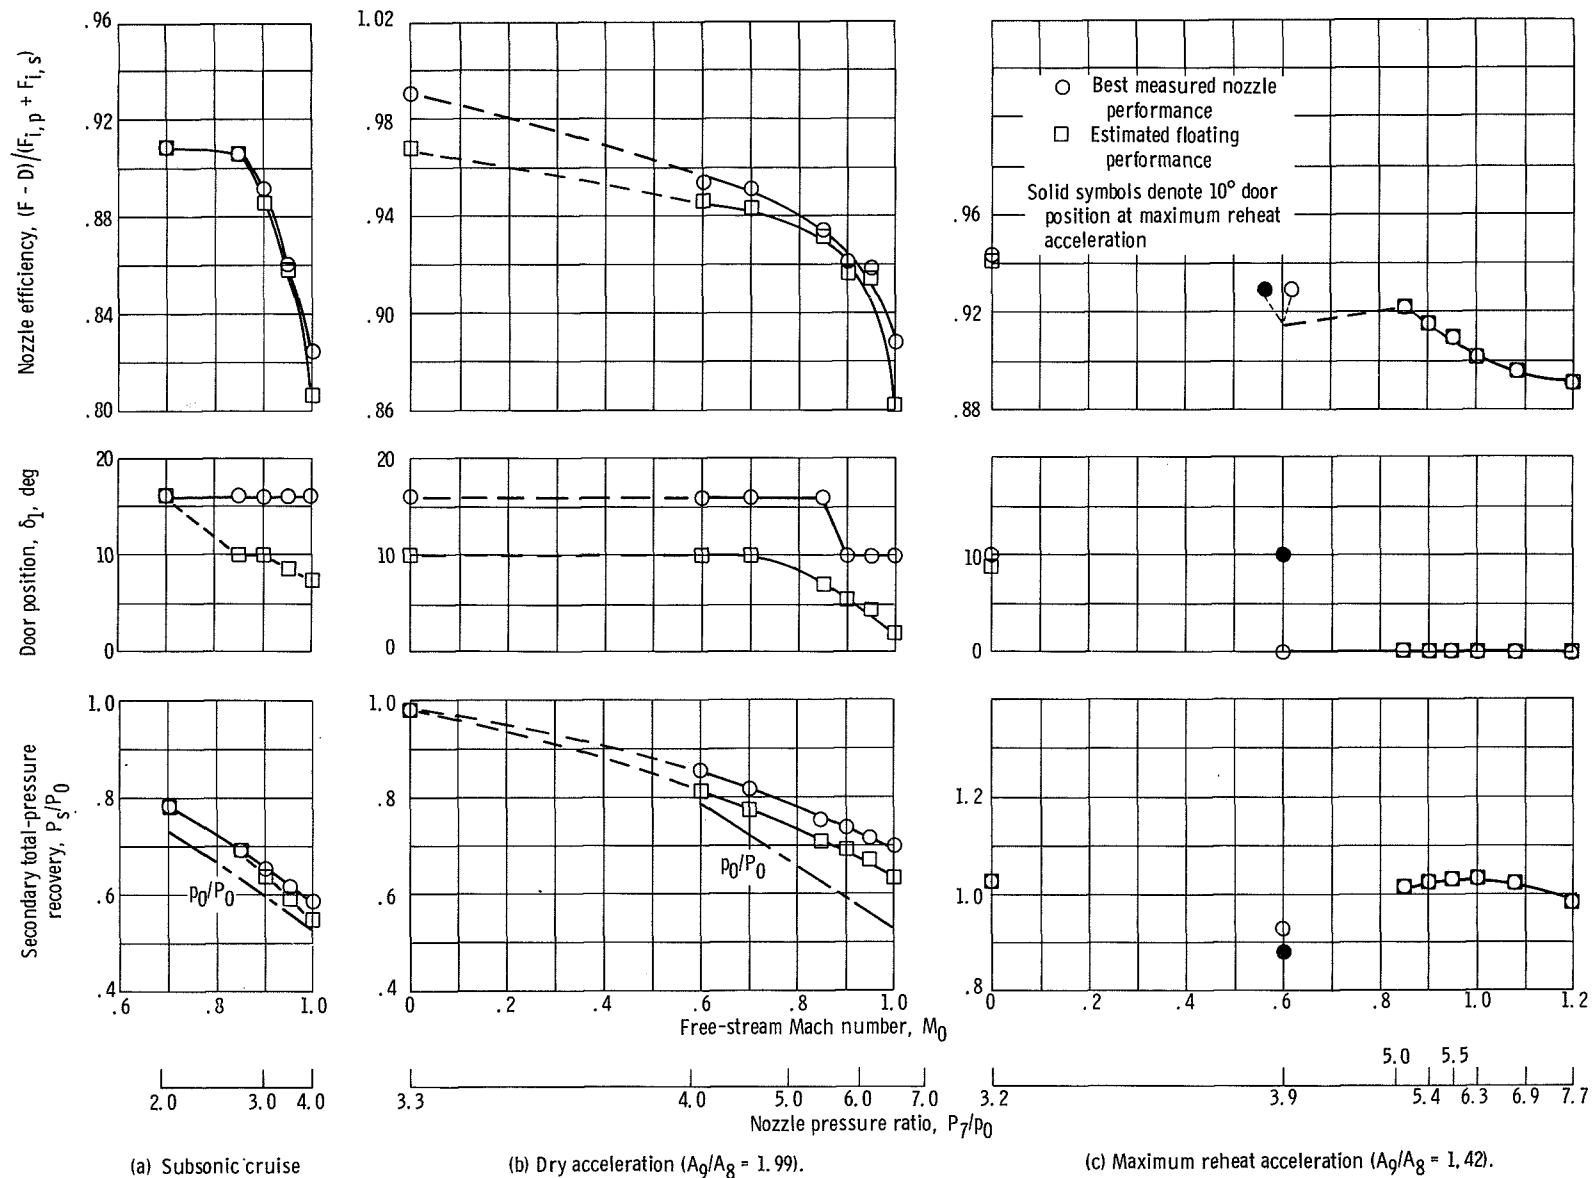 Nozzle efficiency, (F - D)/(F_i,p + F_i,s)
.96
.92
.88
.84
.80
1.02
.98
.94
.90
.86
○ Best measured nozzle
performance
□ Estimated floating
performance
Solid symbols denote 10° door
position at maximum reheat
acceleration
.96
.92
.88
Door position, δ_1, deg
20
10
0
20
10
0
10
0
Secondary total-pressure
recovery, P_s/P_0
1.0
.8
.6
.4
p_0/P_0
1.0
.8
.6
.4
p_0/P_0
1.2
1.0
.8
.6 .8 1.0
0 .2 .4 .6 .8 1.0
0 .2 .4 .6 .8 1.0 1.2
Free-stream Mach number, M_0
2.0 3.0 4.0
3.3 4.0 5.0 6.0 7.0
5.0 5.5
3.2 3.9 5.4 6.3 6.9 7.7
Nozzle pressure ratio, P_7/p_0
(a) Subsonic cruise
(b) Dry acceleration (A_9/A_8 = 1.99).
(c) Maximum reheat acceleration (A_9/A_8 = 1.42).